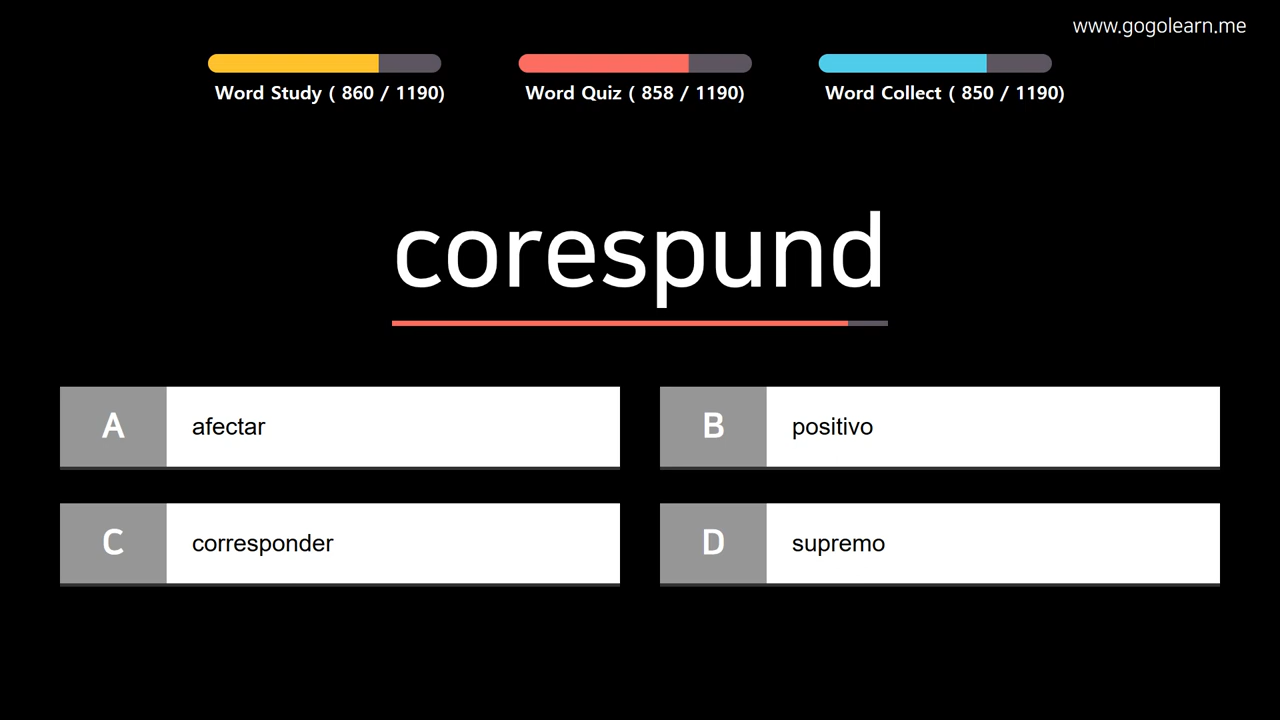 www.gogolearn.me
Word Study ( 860 / 1190)
Word Quiz ( 858 / 1190)
Word Collect ( 850 / 1190)
corespund
A afectar
B positivo
C corresponder
D supremo